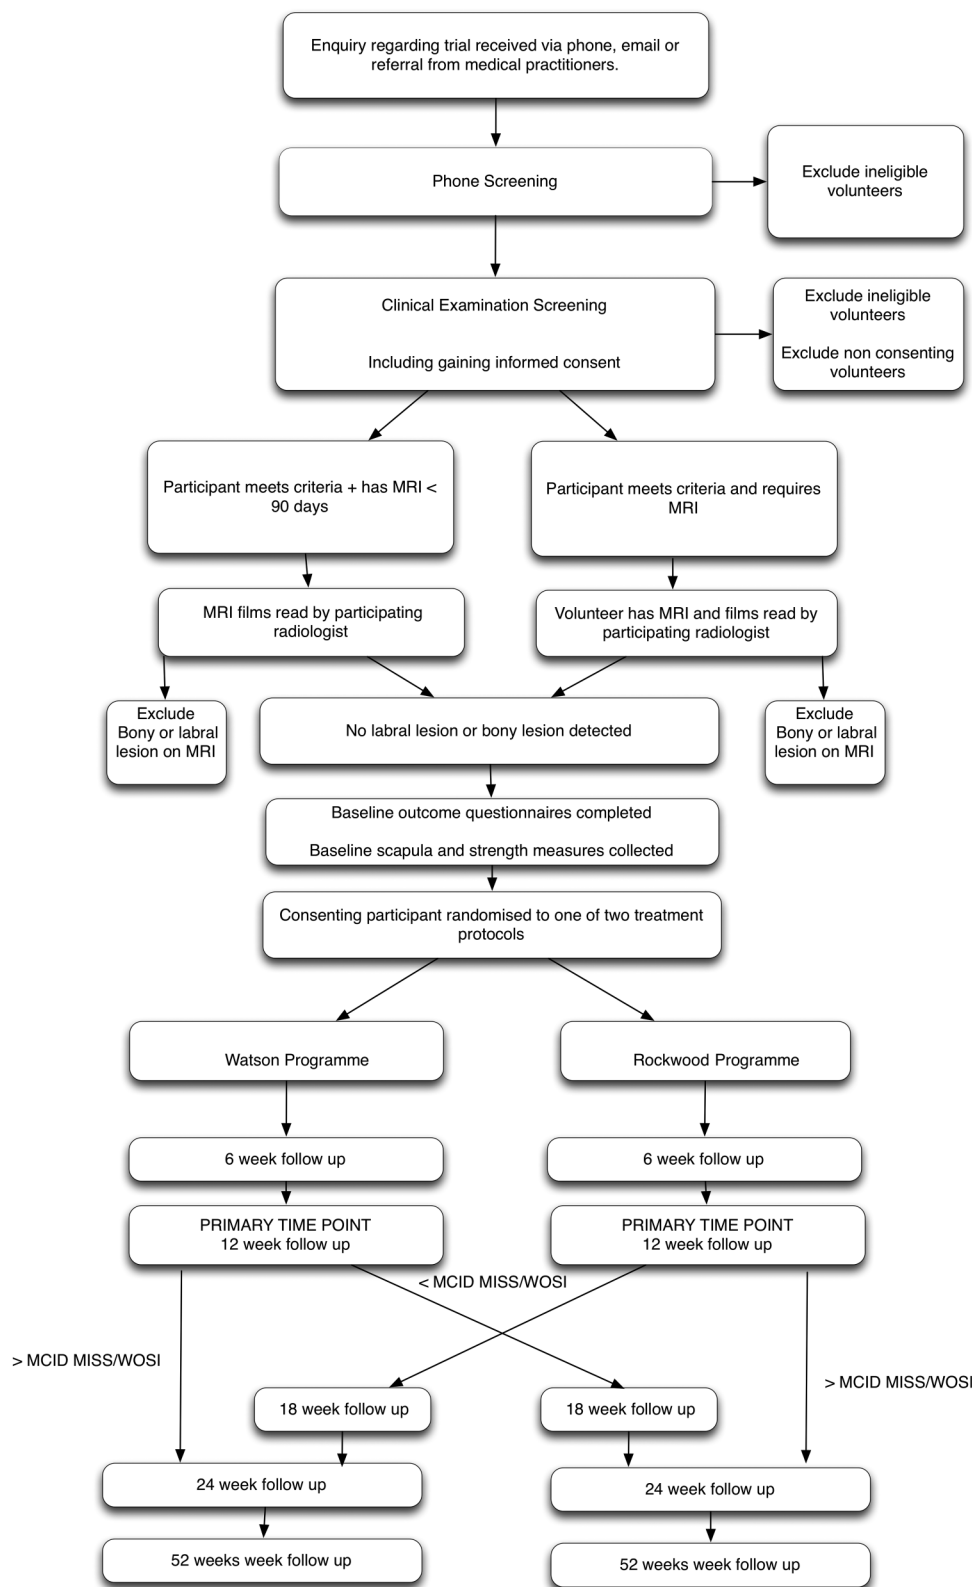 Enquiry regarding trial received via phone, email or
referral from medical practitioners.
Phone Screening
Exclude ineligible
volunteers
Clinical Examination Screening
Including gaining informed consent
Exclude ineligible
volunteers
Exclude non consenting
volunteers
Participant meets criteria + has MRI <
90 days
Participant meets criteria and requires
MRI
MRI films read by participating
radiologist
Volunteer has MRI and films read by
participating radiologist
Exclude
Bony or labral
lesion on MRI
No labral lesion or bony lesion detected
Exclude
Bony or labral
lesion on MRI
Baseline outcome questionnaires completed
Baseline scapula and strength measures collected
Consenting participant randomised to one of two treatment
protocols
Watson Programme
Rockwood Programme
6 week follow up
6 week follow up
PRIMARY TIME POINT
12 week follow up
PRIMARY TIME POINT
12 week follow up
< MCID MISS/WOSI
> MCID MISS/WOSI
> MCID MISS/WOSI
18 week follow up
18 week follow up
24 week follow up
24 week follow up
52 weeks week follow up
52 weeks week follow up